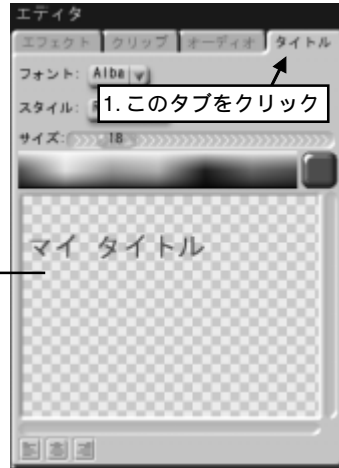 エディタ
エフェクト クリップ オーディオ タイトル
フォント: Alba
スタイル:
1. このタブをクリック
サイズ: 18
マイ タイトル